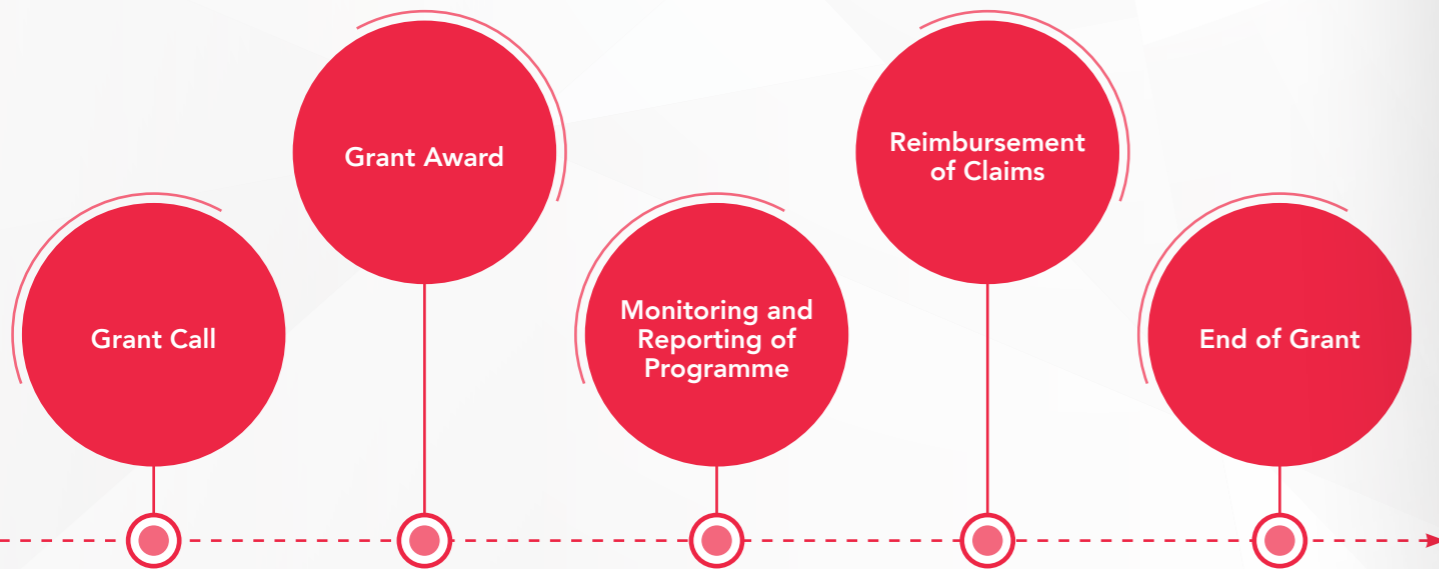 Grant Call
Grant Award
Monitoring and
Reporting of
Programme
Reimbursement
of Claims
End of Grant